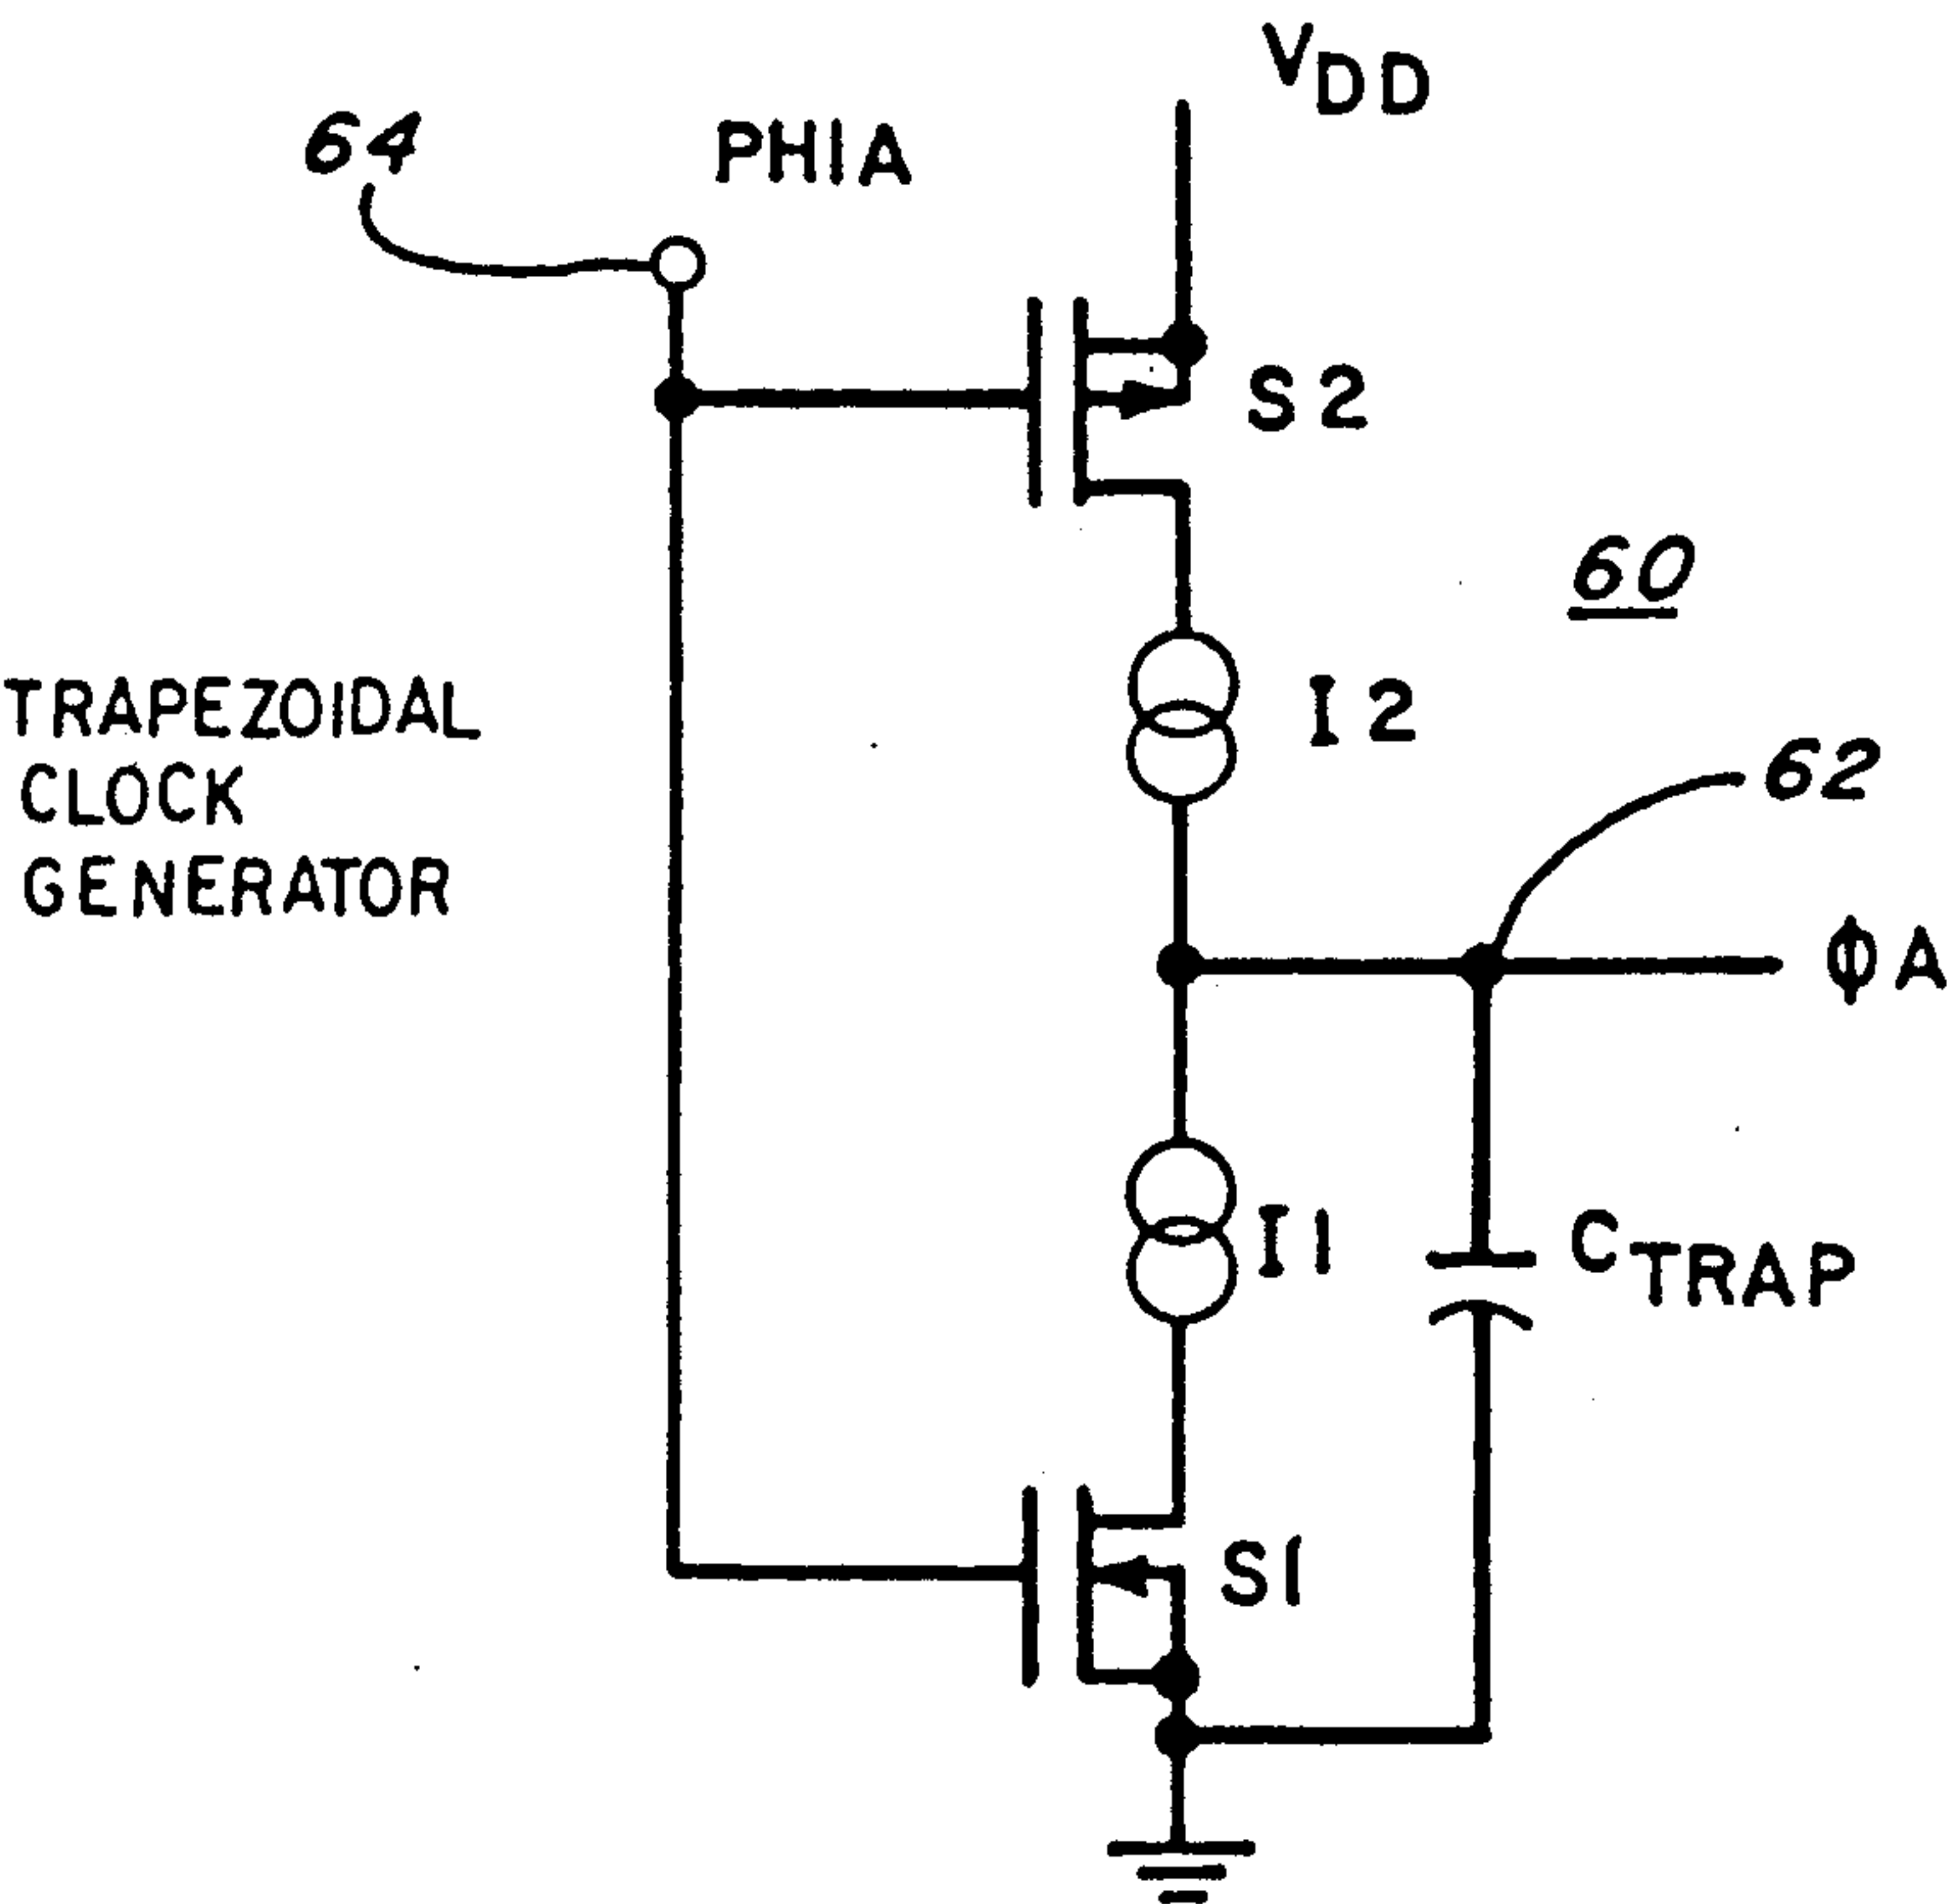 VDD
64
PHIA
S2
60
I2
TRAPEZOIDAL
CLOCK
GENERATOR
62
ΦA
I1
CTRAP
S1